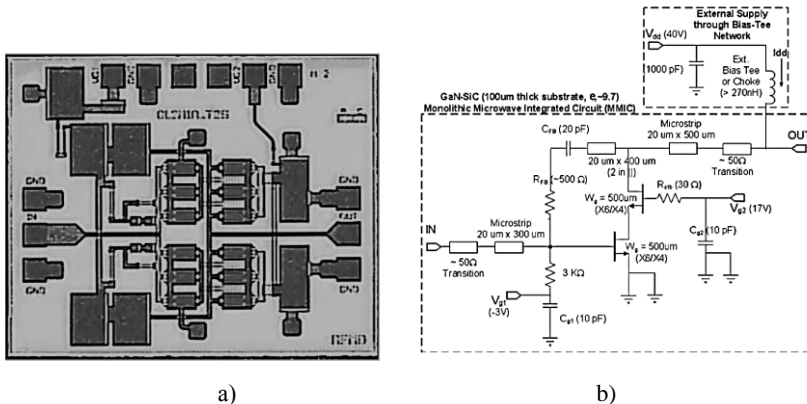 GND
GND
IN
OUT
GND
GND
a)
External Supply
through Bias-Tee
Network
Vdd (40V)
Idd
1000 pF)
Ext.
Bias Tee
or Choke
(> 270nH)
GaN-SiC (100um thick substrate, er~9.7)
Monolithic Microwave Integrated Circuit (MMIC)
CFB (20 pF)
Microstrip
20 um x 500 um
OUT
20 um x 400 um
(2 in ||)
~ 50Ω
Transition
RFB (~500 Ω)
Wg = 500um
(X6/X4)
Rstb (30 Ω)
Vg2 (17V)
IN
Microstrip
20 um x 300 um
Wg = 500um
(X6/X4)
Cg2 (10 pF)
~ 50Ω
Transition
3 KΩ
Vg1
(-3V)
Cg1 (10 pF)
b)